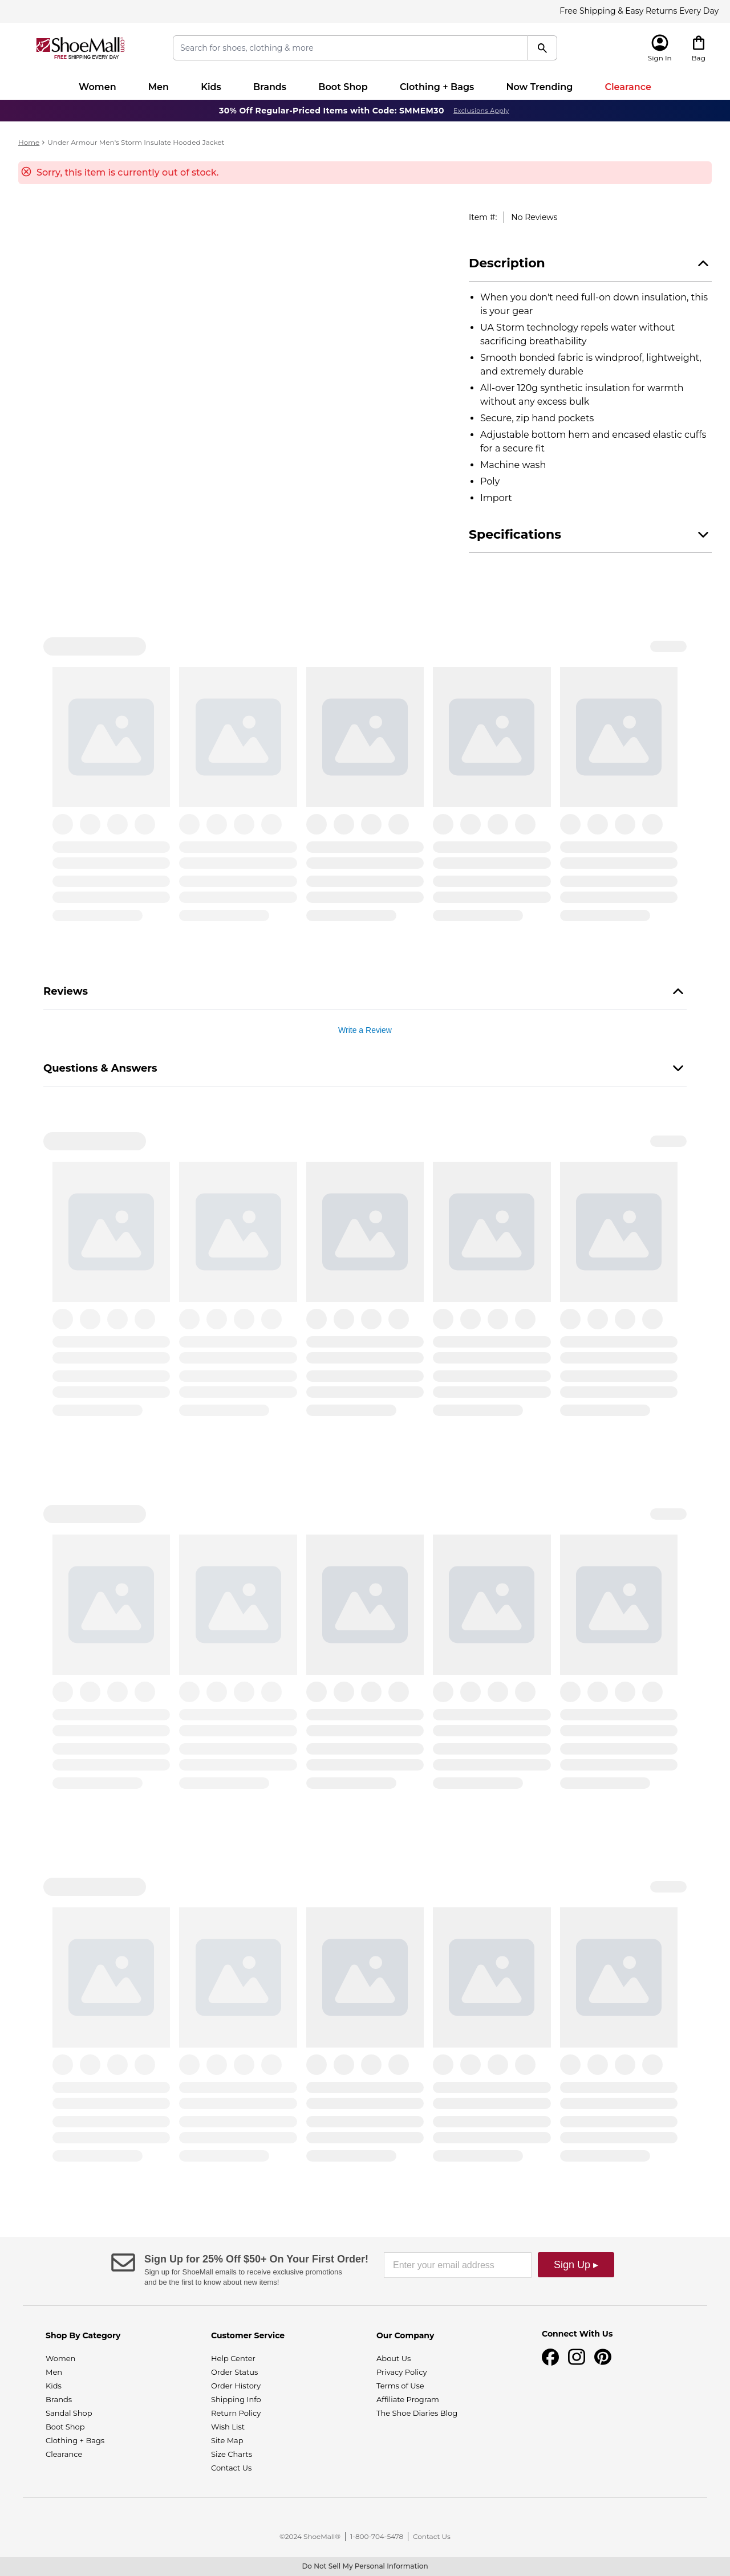 Free Shipping & Easy Returns Every Day
ShoeMall.com
FREE SHIPPING EVERY DAY
Search for shoes, clothing & more
Sign In
Bag
Women
Men
Kids
Brands
Boot Shop
Clothing + Bags
Now Trending
Clearance
30% Off Regular-Priced Items with Code: SMMEM30 Exclusions Apply
Home > Under Armour Men's Storm Insulate Hooded Jacket
Sorry, this item is currently out of stock.
Item #: | No Reviews
Description
• When you don't need full-on down insulation, this
is your gear
• UA Storm technology repels water without
sacrificing breathability
• Smooth bonded fabric is windproof, lightweight,
and extremely durable
• All-over 120g synthetic insulation for warmth
without any excess bulk
• Secure, zip hand pockets
• Adjustable bottom hem and encased elastic cuffs
for a secure fit
• Machine wash
• Poly
• Import
Specifications
Reviews
Write a Review
Questions & Answers
Sign Up for 25% Off $50+ On Your First Order!
Sign up for ShoeMall emails to receive exclusive promotions
and be the first to know about new items!
Enter your email address
Sign Up ▸
Shop By Category
Women
Men
Kids
Brands
Sandal Shop
Boot Shop
Clothing + Bags
Clearance
Customer Service
Help Center
Order Status
Order History
Shipping Info
Return Policy
Wish List
Site Map
Size Charts
Contact Us
Our Company
About Us
Privacy Policy
Terms of Use
Affiliate Program
The Shoe Diaries Blog
Connect With Us
©2024 ShoeMall® | 1-800-704-5478 | Contact Us
Do Not Sell My Personal Information